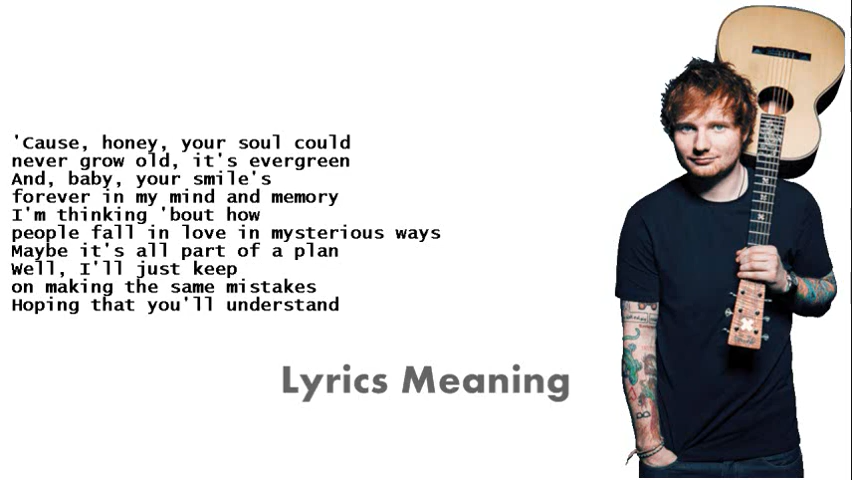 'Cause, honey, your soul could
never grow old, it's evergreen
And, baby, your smile's
forever in my mind and memory
I'm thinking 'bout how
people fall in love in mysterious ways
Maybe it's all part of a plan
Well, I'll just keep
on making the same mistakes
Hoping that you'll understand
Lyrics Meaning